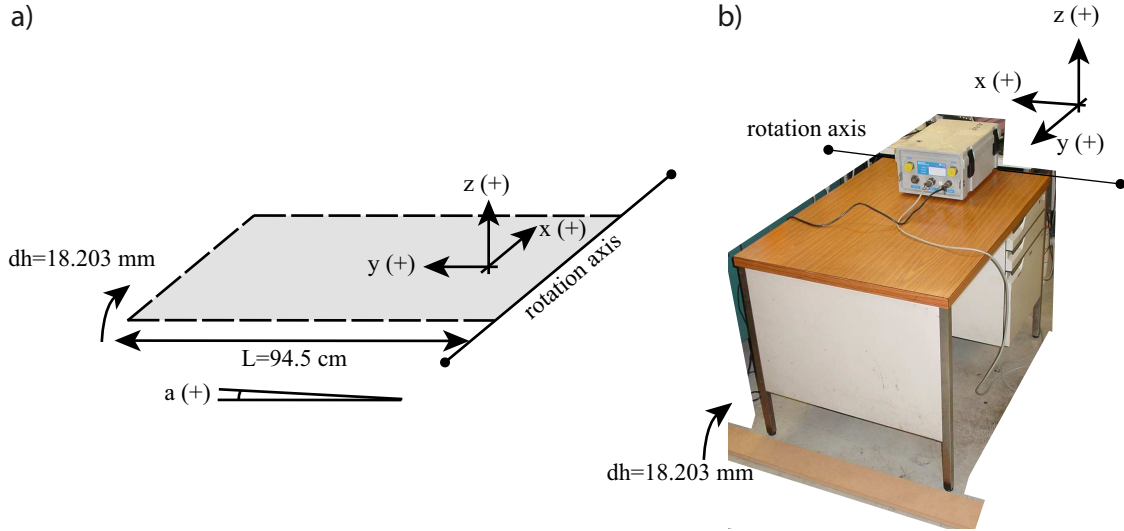 a)
z (+)
x (+)
y (+)
rotation axis
dh=18.203 mm
L=94.5 cm
a (+)
b)
z (+)
x (+)
y (+)
rotation axis
dh=18.203 mm